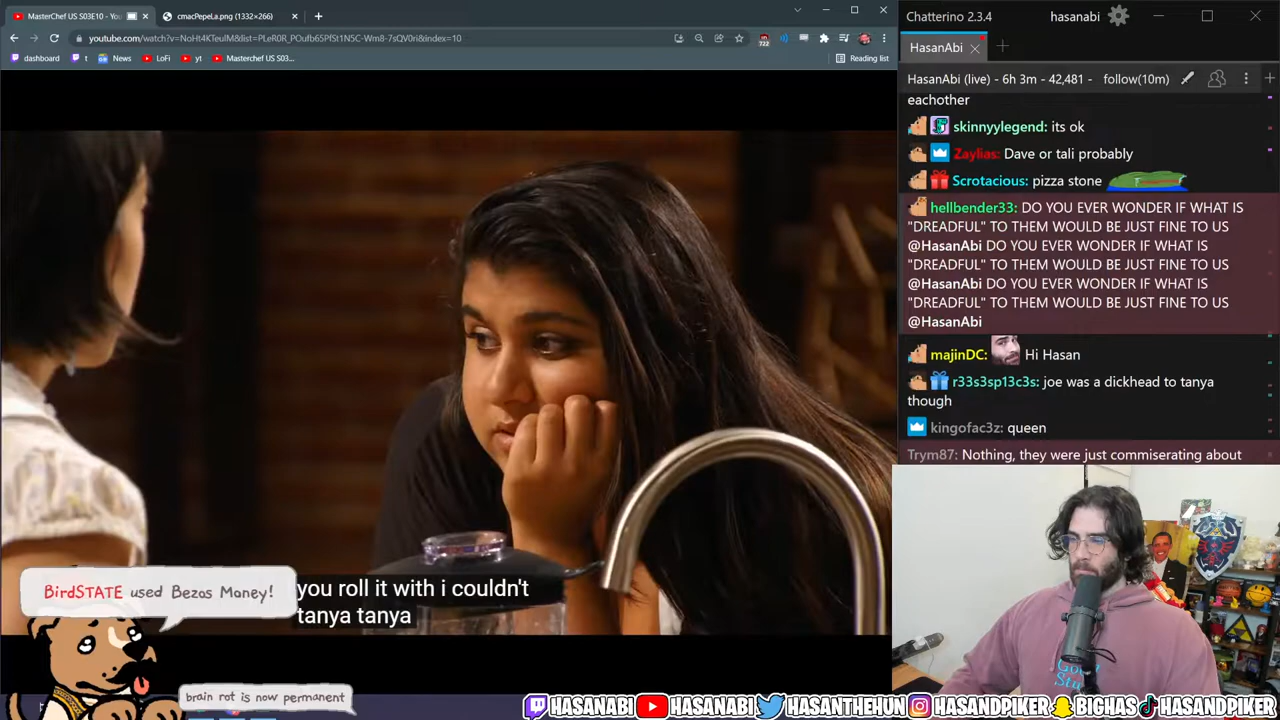 MasterChef US S03E10 - Yo
cmacPepeLa.png (1332×266)
youtube.com/watch?v=NoHt4KTeulM&list=PLeR0R_POufb65PfSt1N5C-Wm8-7sQV0ri&index=10
722
dashboard
t
News
LoFi
yt
Masterchef US S0...
Reading list
Chatterino 2.3.4
hasanabi
HasanAbi
HasanAbi (live) - 6h 3m - 42,481 -
follow(10m)
eachother
skinnyylegend: its ok
Zaylias: Dave or tali probably
Scrotacious: pizza stone
hellbender33: DO YOU EVER WONDER IF WHAT IS
"DREADFUL" TO THEM WOULD BE JUST FINE TO US
@HasanAbi DO YOU EVER WONDER IF WHAT IS
"DREADFUL" TO THEM WOULD BE JUST FINE TO US
@HasanAbi DO YOU EVER WONDER IF WHAT IS
"DREADFUL" TO THEM WOULD BE JUST FINE TO US
@HasanAbi
majinDC: Hi Hasan
r33s3sp13c3s: joe was a dickhead to tanya
though
kingofac3z: queen
Trym87: Nothing, they were just commiserating about
you roll it with i couldn't
tanya tanya
BirdSTATE used Bezos Money!
brain rot is now permanent
HASANABI
HASANABI
HASANTHEHUN
HASANDPIKER
BIGHAS
HASANDPIKER